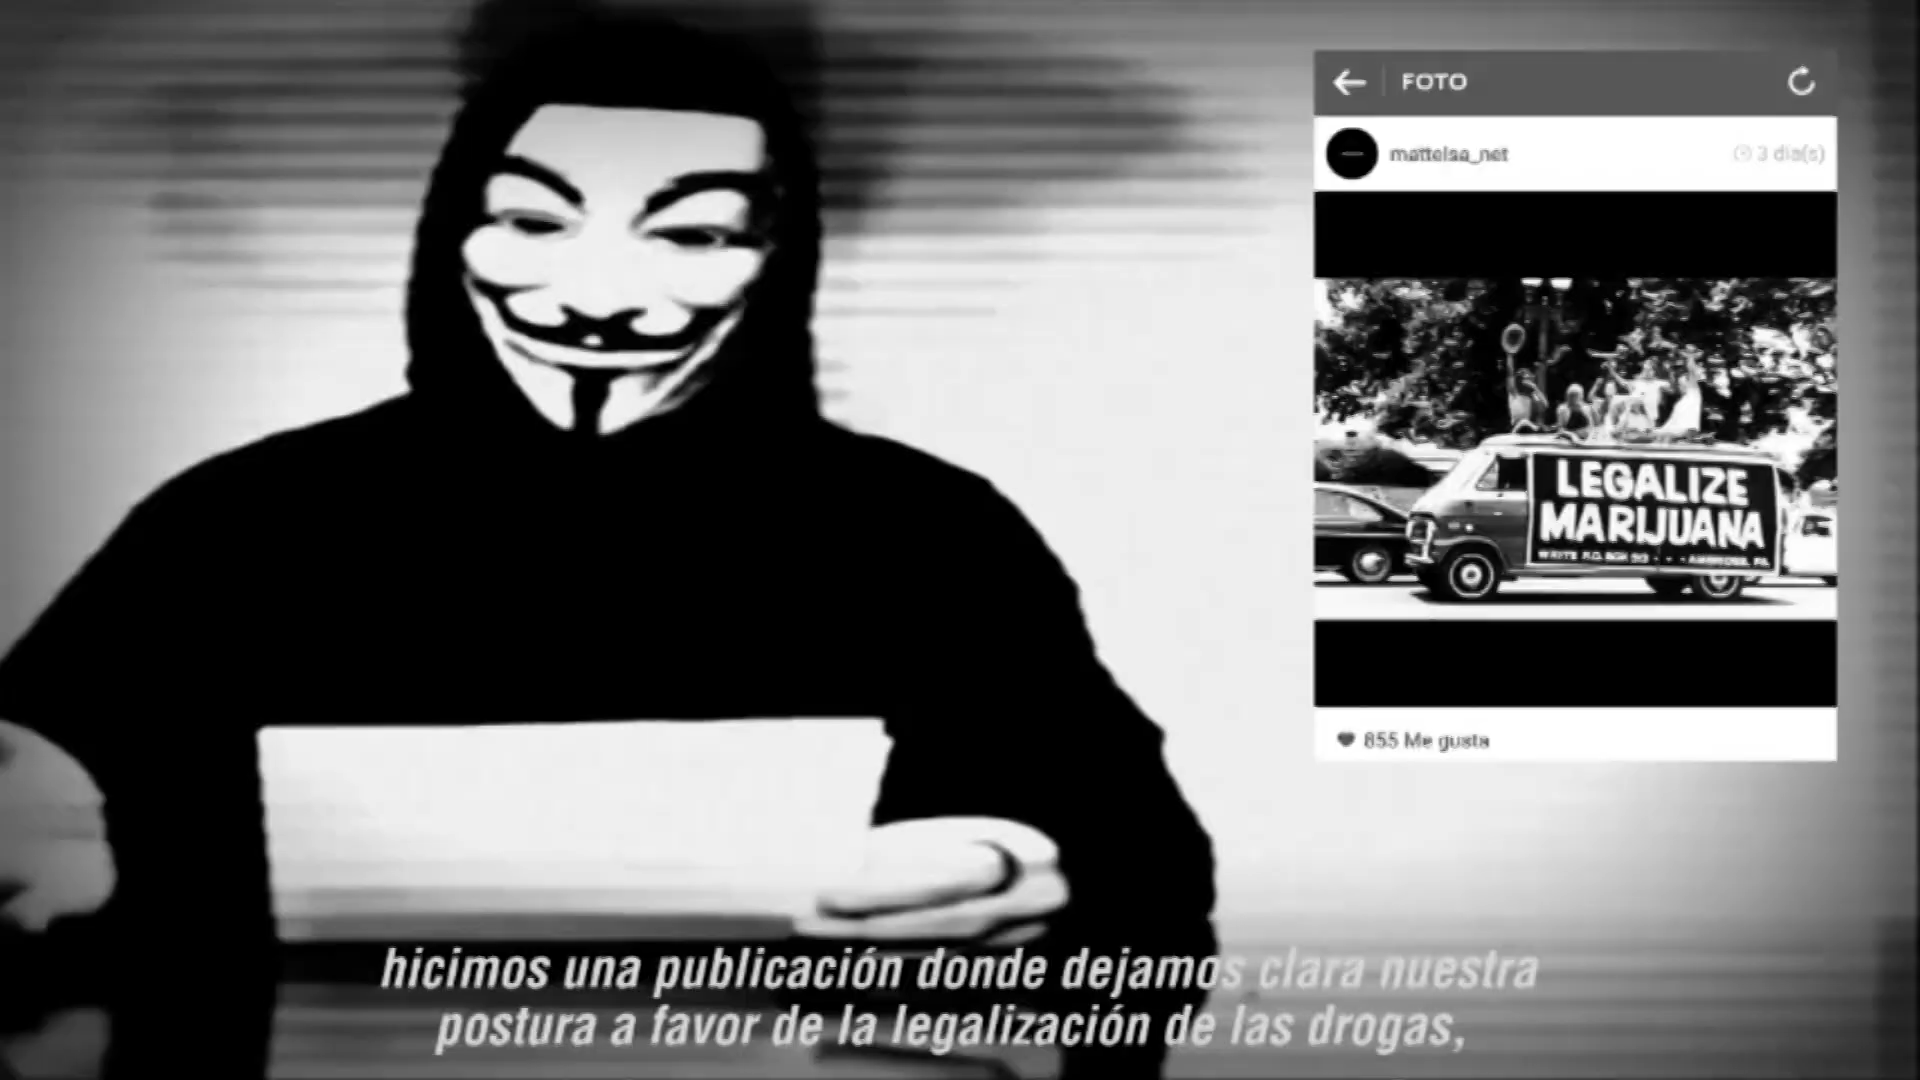 FOTO
mattelsa_net
3 día(s)
LEGALIZE
MARIJUANA
855 Me gusta
hicimos una publicación donde dejamos clara nuestra
postura a favor de la legalización de las drogas,